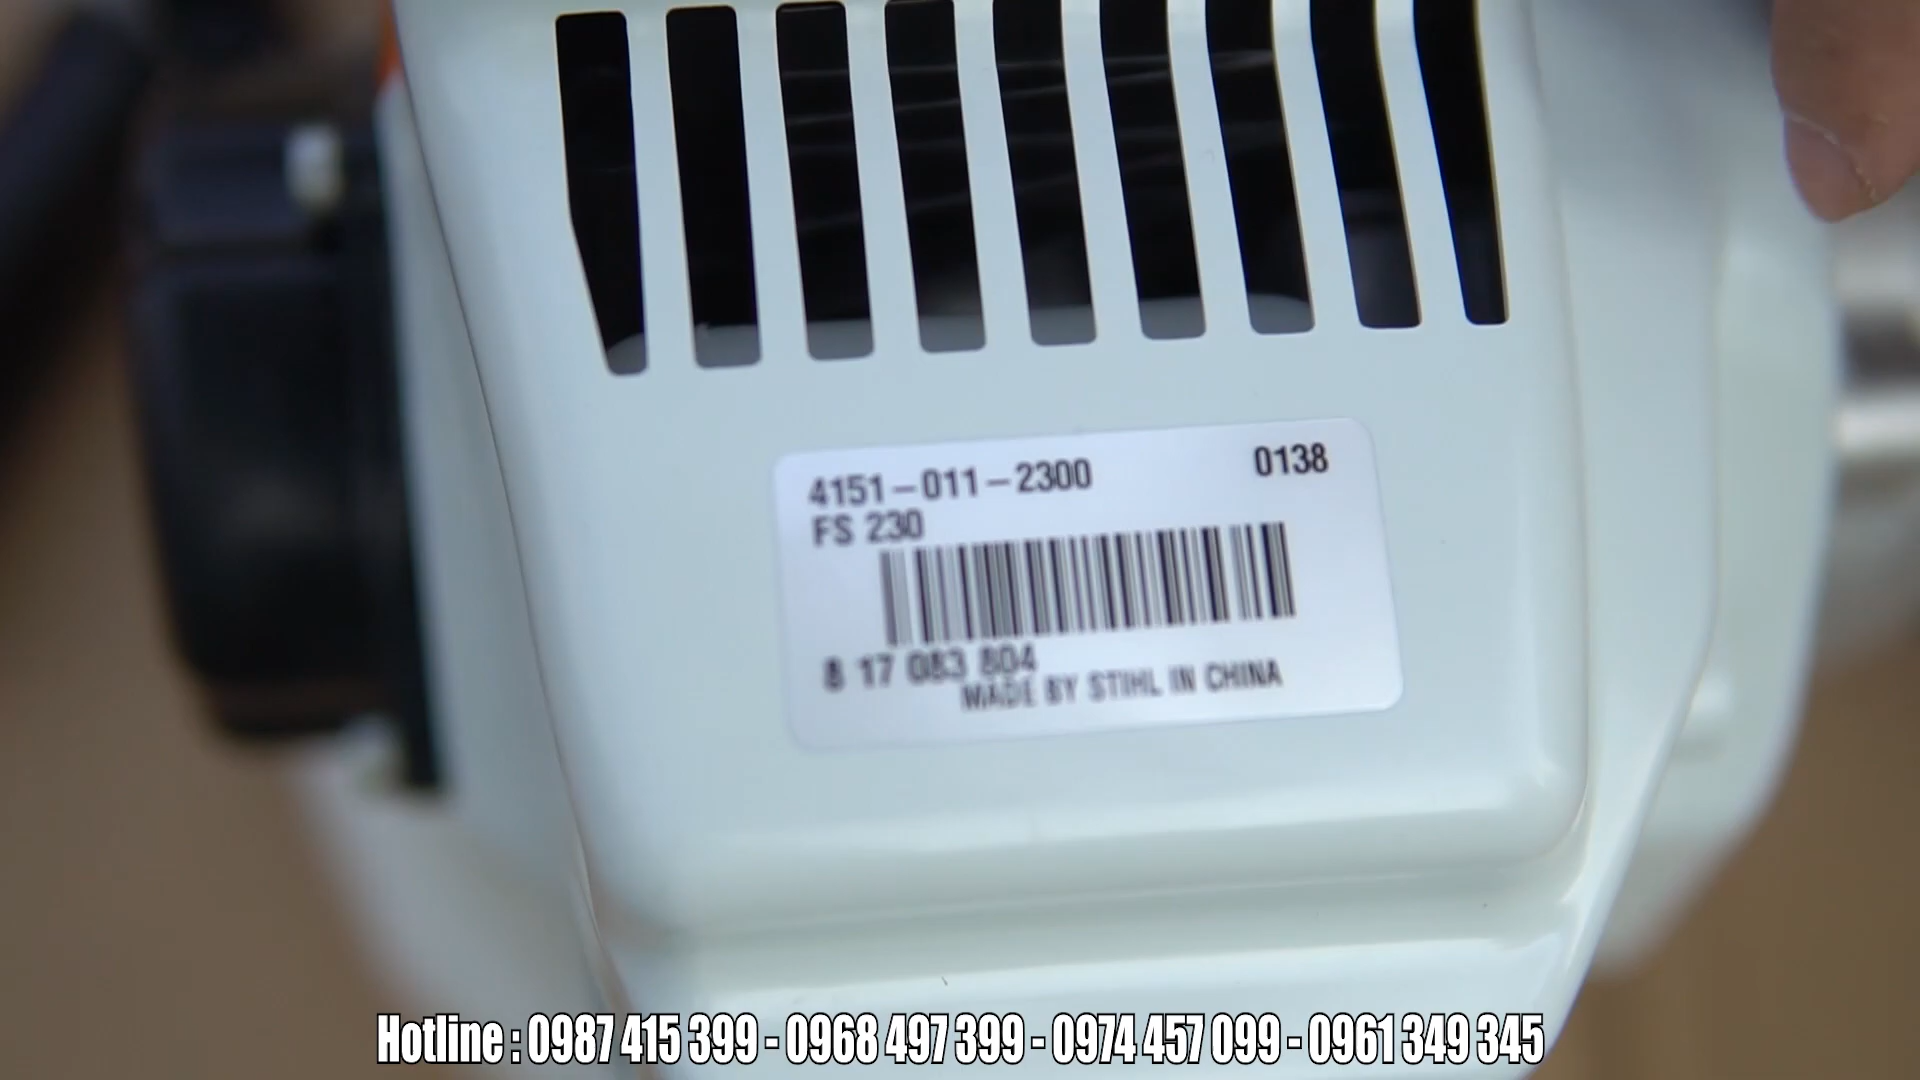 4151-011-2300 0138
FS 230
8 17 083 804
MADE BY STIHL IN CHINA
Hotline : 0987 415 399 - 0968 497 399 - 0974 457 099 - 0961 349 345